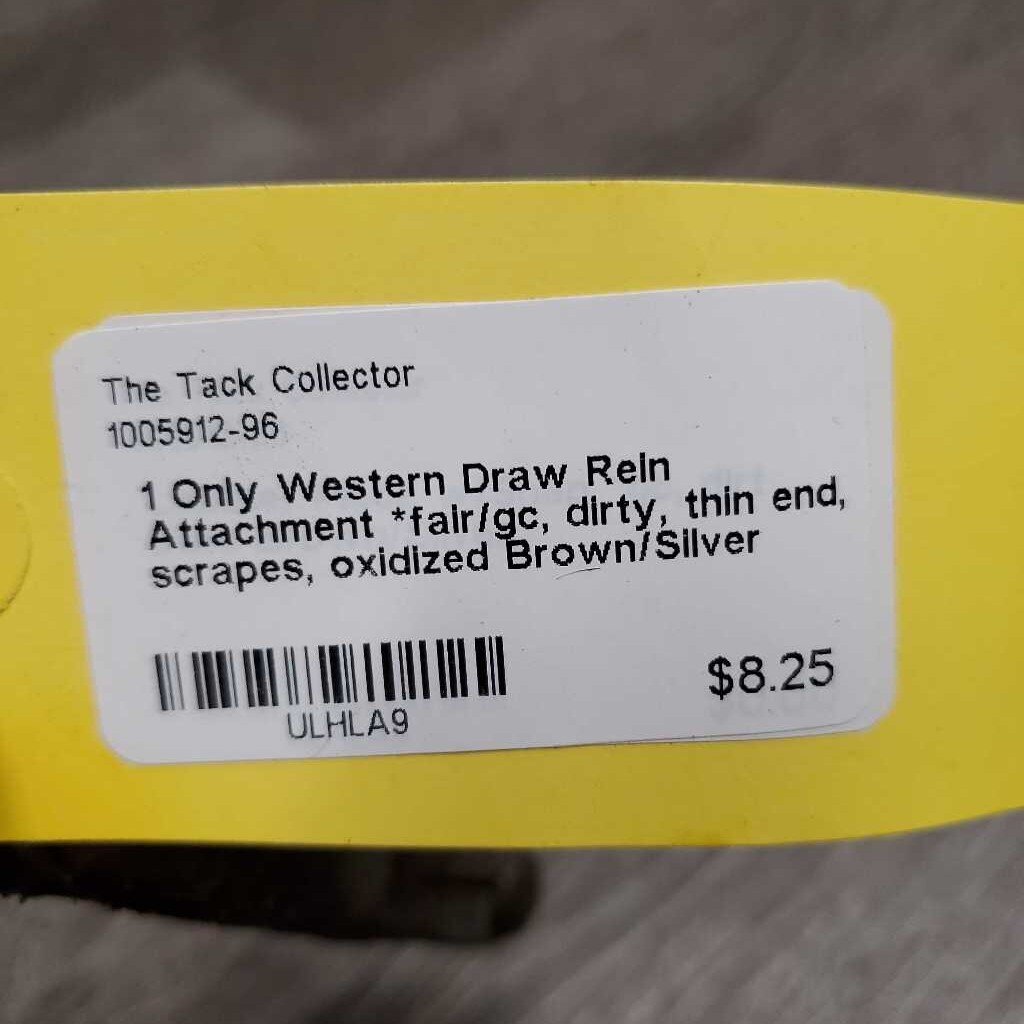 The Tack Collector
1005912-96
1 Only Western Draw Rein
Attachment *fair/gc, dirty, thin end,
scrapes, oxidized Brown/Silver
$8.25
ULHLA9